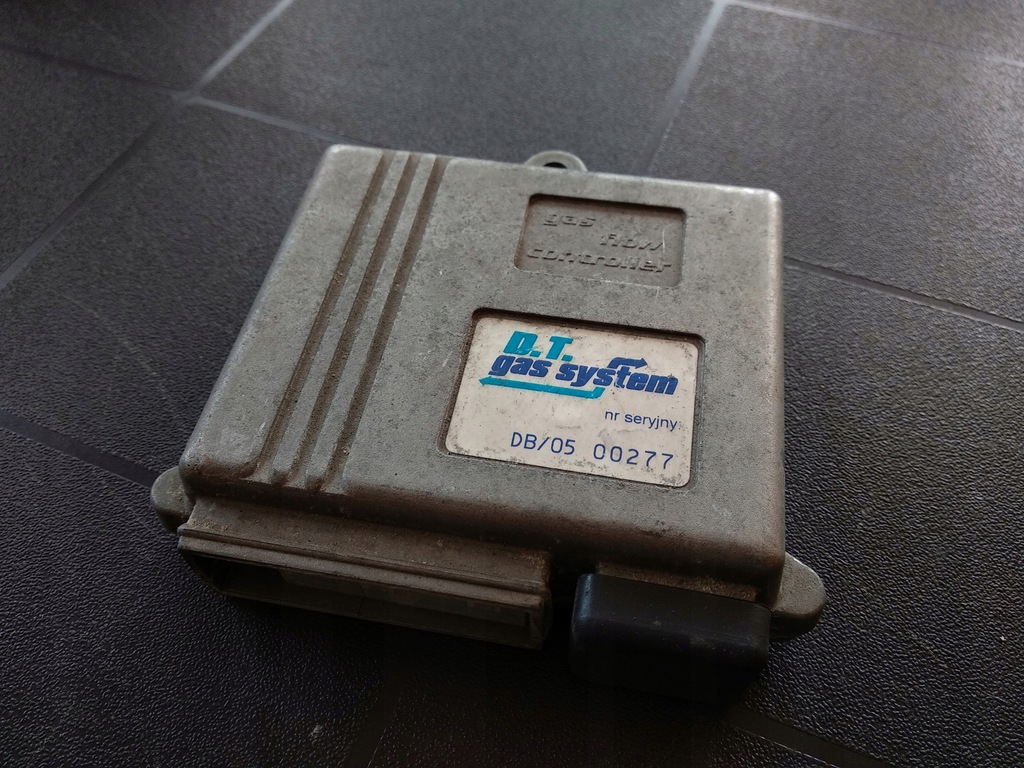 gas
flow
controller
D.T.
gas system
nr seryjny:
DB/05 00277